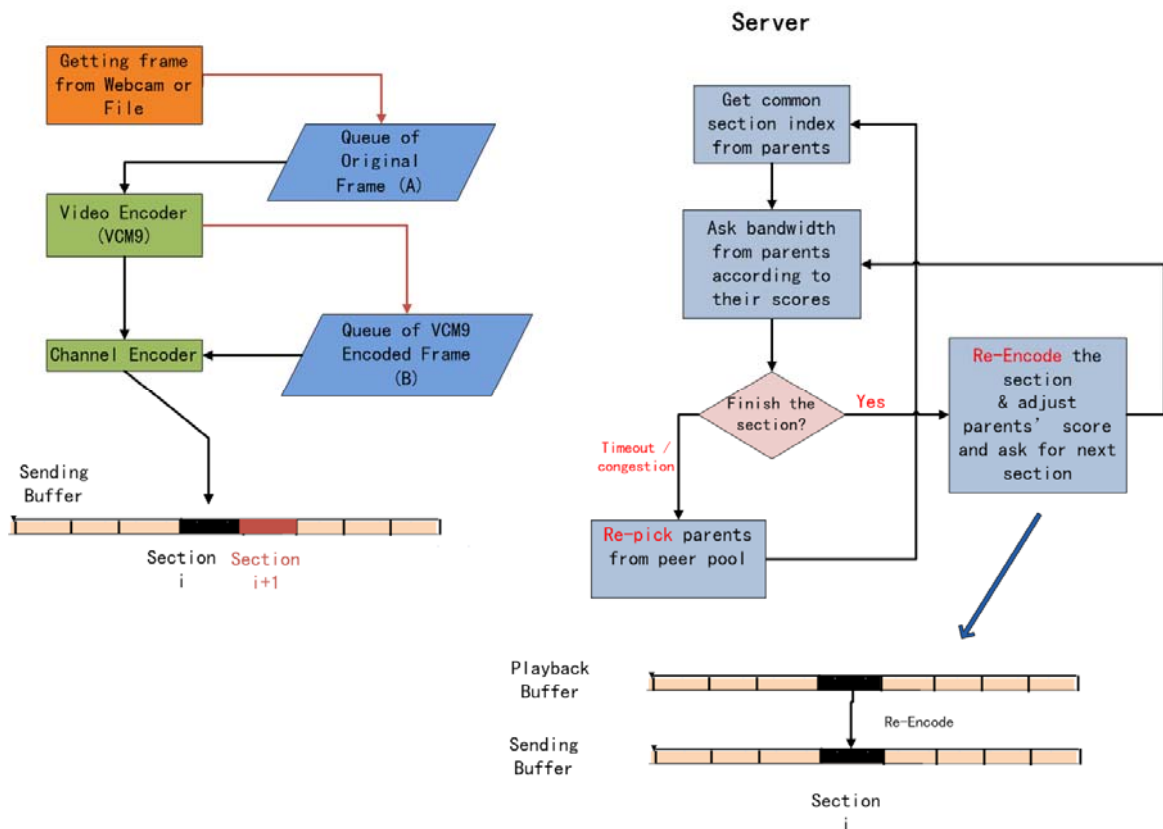 Server
Getting frame
from Webcam or
File
Queue of
Original
Frame (A)
Video Encoder
(VCM9)
Queue of VCM9
Encoded Frame
(B)
Channel Encoder
Sending
Buffer
Section
i
Section
i+1
Get common
section index
from parents
Ask bandwidth
from parents
according to
their scores
Finish the
section?
Yes
Timeout /
congestion
Re-Encode the
section
& adjust
parents' score
and ask for next
section
Re-pick parents
from peer pool
Playback
Buffer
Re-Encode
Sending
Buffer
Section